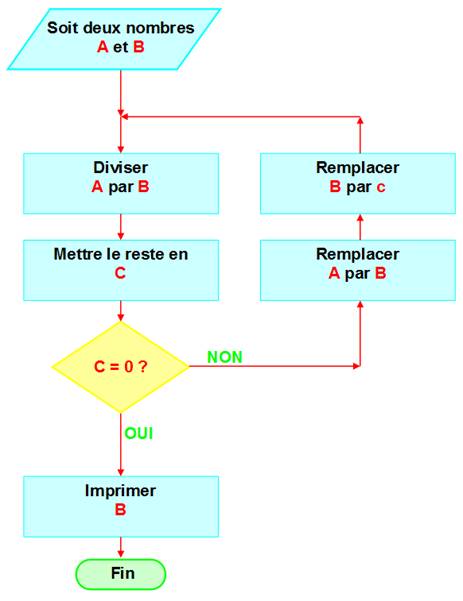 Soit deux nombres
A et B
Diviser
A par B
Mettre le reste en
C
C = 0 ?
NON
Remplacer
A par B
Remplacer
B par c
OUI
Imprimer
B
Fin